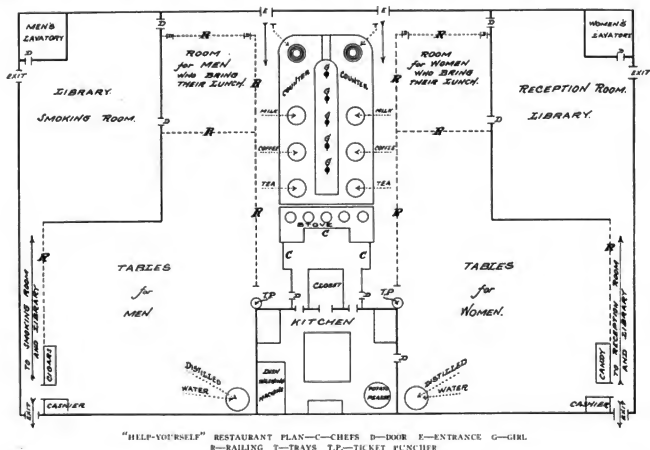 MEN'S LAVATORY
D
EXIT
LIBRARY.
SMOKING ROOM.
D
D
E
E
T
T
R
D
D
ROOM
for MEN
WHO BRING
THEIR LUNCH.
R
R
COUNTER
COUNTER
G
G
G
G
G
MILK
MILK
COFFEE
COFFEE
TEA
TEA
R
D
D
ROOM
for WOMEN
WHO BRING
THEIR LUNCH.
R
R
D
D
WOMEN'S LAVATORY
D
EXIT
RECEPTION ROOM.
LIBRARY.
R
R
STOVE
C
C
C
CLOSET
D
D
T.P.
T.P.
KITCHEN
D
TABLES
for
MEN
TABLES
for
WOMEN.
R
R
TO SMOKING ROOM
AND LIBRARY
TO RECEPTION ROOM
AND LIBRARY
CIGARS
CANDY
DISTILLED
WATER
DISTILLED
WATER
DISH
WASHING
MACHINE
POTATO
CASHIER
CASHIER
EXIT
EXIT
"HELP-YOURSELF" RESTAURANT PLAN—C—CHEFS D—DOOR E—ENTRANCE G—GIRL
R—RAILING T—TRAYS T.P.—TICKET PUNCHER